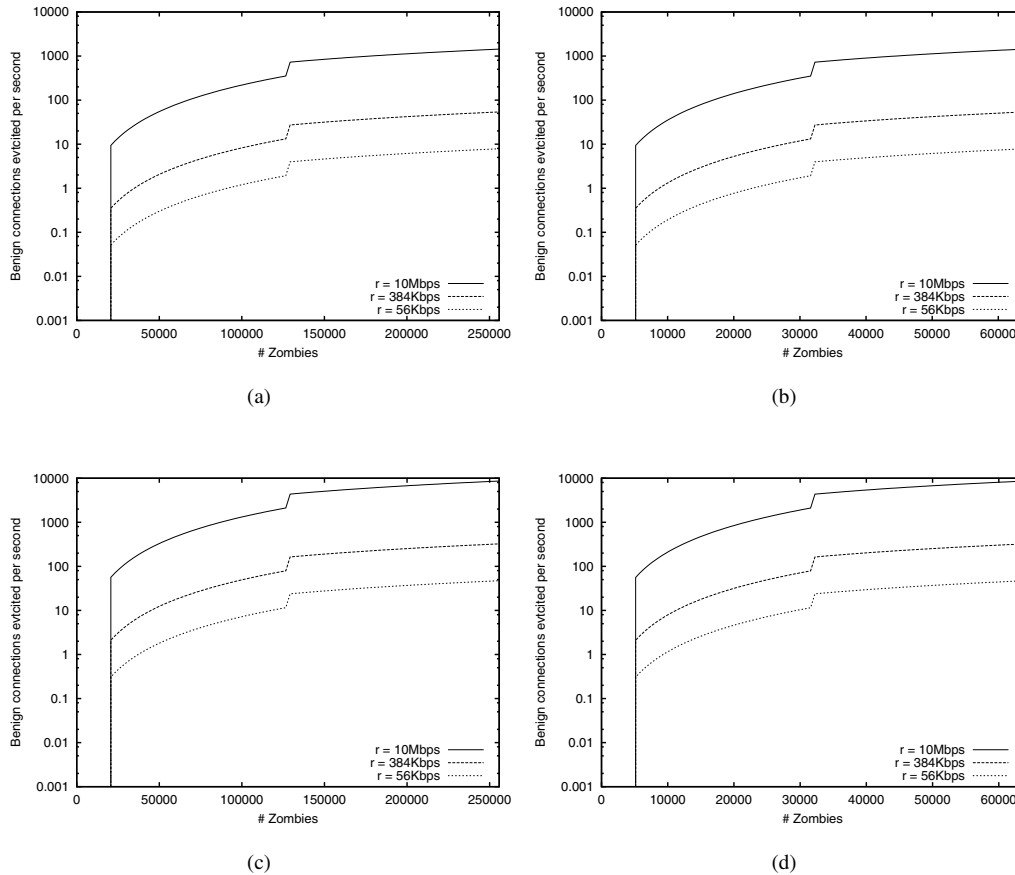 10000
1000
100
10
1
0.1
0.01
0.001
0 50000 100000 150000 200000 250000
Benign connections evtcited per second
# Zombies
r = 10Mbps
r = 384Kbps
r = 56Kbps
(a)
10000
1000
100
10
1
0.1
0.01
0.001
0 10000 20000 30000 40000 50000 60000
Benign connections evtcited per second
# Zombies
r = 10Mbps
r = 384Kbps
r = 56Kbps
(b)
10000
1000
100
10
1
0.1
0.01
0.001
0 50000 100000 150000 200000 250000
Benign connections evtcited per second
# Zombies
r = 10Mbps
r = 384Kbps
r = 56Kbps
(c)
10000
1000
100
10
1
0.1
0.01
0.001
0 10000 20000 30000 40000 50000 60000
Benign connections evtcited per second
# Zombies
r = 10Mbps
r = 384Kbps
r = 56Kbps
(d)